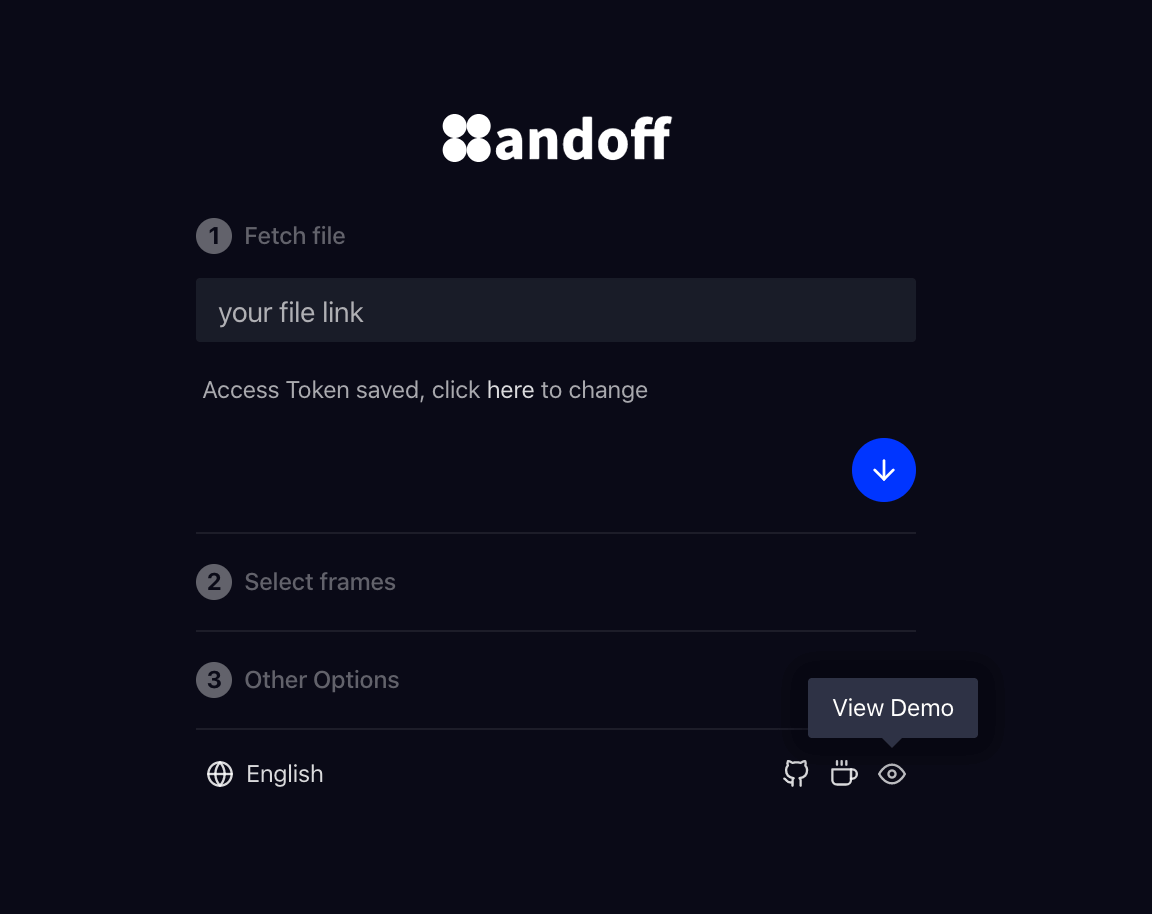 andoff
1 Fetch file
your file link
Access Token saved, click here to change
2 Select frames
3 Other Options
View Demo
English